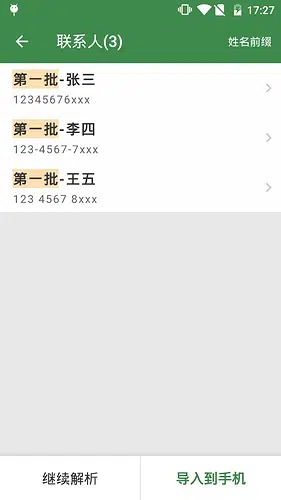 17:27
联系人(3)
姓名前缀
第一批-张三
12345676xxx
第一批-李四
123-4567-7xxx
第一批-王五
123 4567 8xxx
继续解析
导入到手机